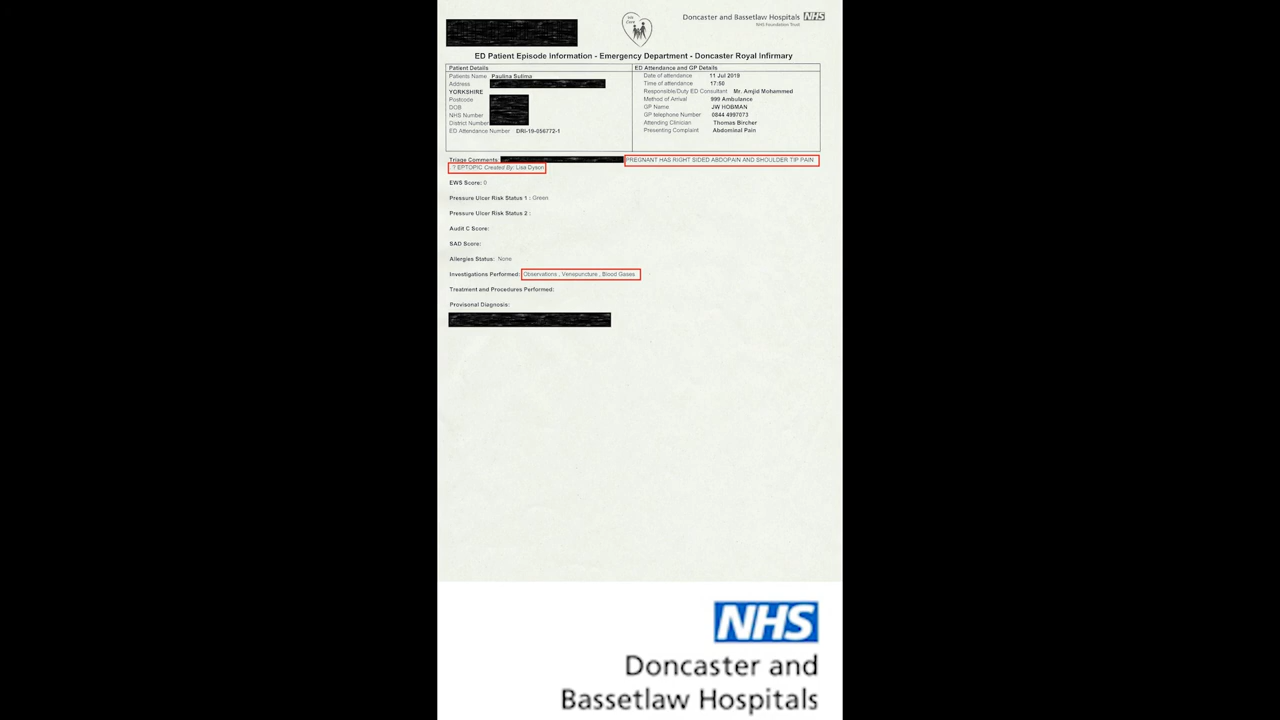 We Care
Doncaster and Bassetlaw Hospitals NHS
NHS Foundation Trust
ED Patient Episode Information - Emergency Department - Doncaster Royal Infirmary
Patient Details
Patients Name Paulina Sulima
Address
YORKSHIRE
Postcode
DOB
NHS Number
District Number
ED Attendance Number DRI-19-056772-1
ED Attendance and GP Details
Date of attendance 11 Jul 2019
Time of attendance 17:50
Responsible/Duty ED Consultant Mr. Amjid Mohammed
Method of Arrival 999 Ambulance
GP Name JW HOBMAN
GP telephone Number 0844 4997073
Attending Clinician Thomas Bircher
Presenting Complaint Abdominal Pain
Triage Comments: PREGNANT HAS RIGHT SIDED ABDOPAIN AND SHOULDER TIP PAIN
? EPTOPIC Created By: Lisa Dyson
EWS Score: 0
Pressure Ulcer Risk Status 1 : Green
Pressure Ulcer Risk Status 2 :
Audit C Score:
SAD Score:
Allergies Status: None
Investigations Performed: Observations , Venepuncture , Blood Gases
Treatment and Procedures Performed:
Provisonal Diagnosis:
NHS
Doncaster and
Bassetlaw Hospitals